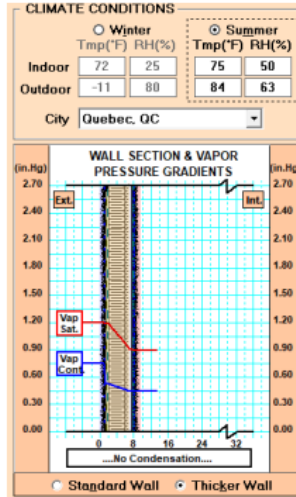 CLIMATE CONDITIONS
Winter Summer
Tmp(°F) RH(%) Tmp(°F) RH(%)
Indoor 72 25 75 50
Outdoor -11 80 84 63
City Quebec, QC
WALL SECTION & VAPOR
PRESSURE GRADIENTS
(in.Hg) (in.Hg)
2.70 2.70
Ext. Int.
2.40 2.40
2.10 2.10
1.80 1.80
1.50 1.50
1.20 1.20
Vap
Sat.
0.90 0.90
Vap
Cont.
0.60 0.60
0.30 0.30
0.00 0.00
0 8 16 24 32
....No Condensation....
Standard Wall Thicker Wall